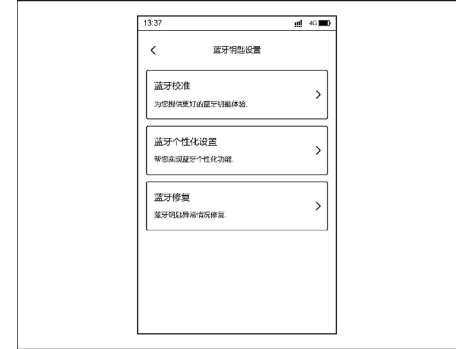 13:37
4G
蓝牙钥匙设置
蓝牙校准
为您提供更好的蓝牙钥匙体验.
蓝牙个性化设置
帮您实现蓝牙个性化功能.
蓝牙修复
蓝牙钥匙异常情况修复.